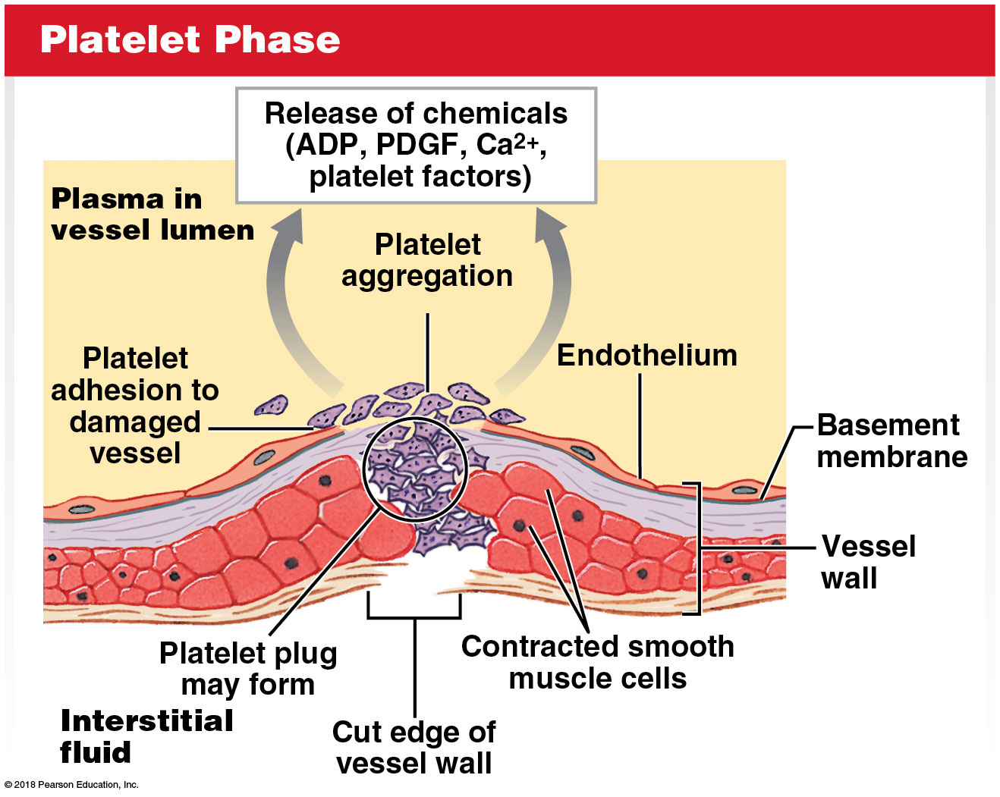 Platelet Phase
Release of chemicals
(ADP, PDGF, Ca2+,
platelet factors)
Plasma in
vessel lumen
Platelet
aggregation
Platelet
adhesion to
damaged
vessel
Endothelium
Basement
membrane
Vessel
wall
Platelet plug
may form
Contracted smooth
muscle cells
Interstitial
fluid
Cut edge of
vessel wall
© 2018 Pearson Education, Inc.